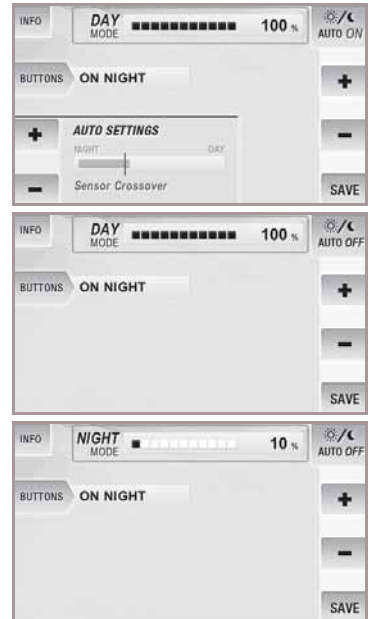 INFO
DAY
MODE
100 %
AUTO ON
BUTTONS
ON NIGHT
+
+
AUTO SETTINGS
-
NIGHT DAY
-
Sensor Crossover
SAVE
INFO
DAY
MODE
100 %
AUTO OFF
BUTTONS
ON NIGHT
+
-
SAVE
INFO
NIGHT
MODE
10 %
AUTO OFF
BUTTONS
ON NIGHT
+
-
SAVE